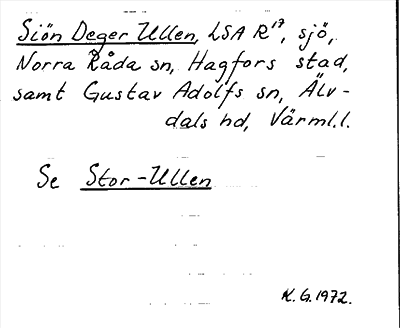 Siön Deger Ullen, LSA R17, sjö,
Norra Råda sn, Hagfors stad,
samt Gustav Adolfs sn, Älv-
dals hd, Värml.l.
Se Stor-Ullen
K.G.1972.